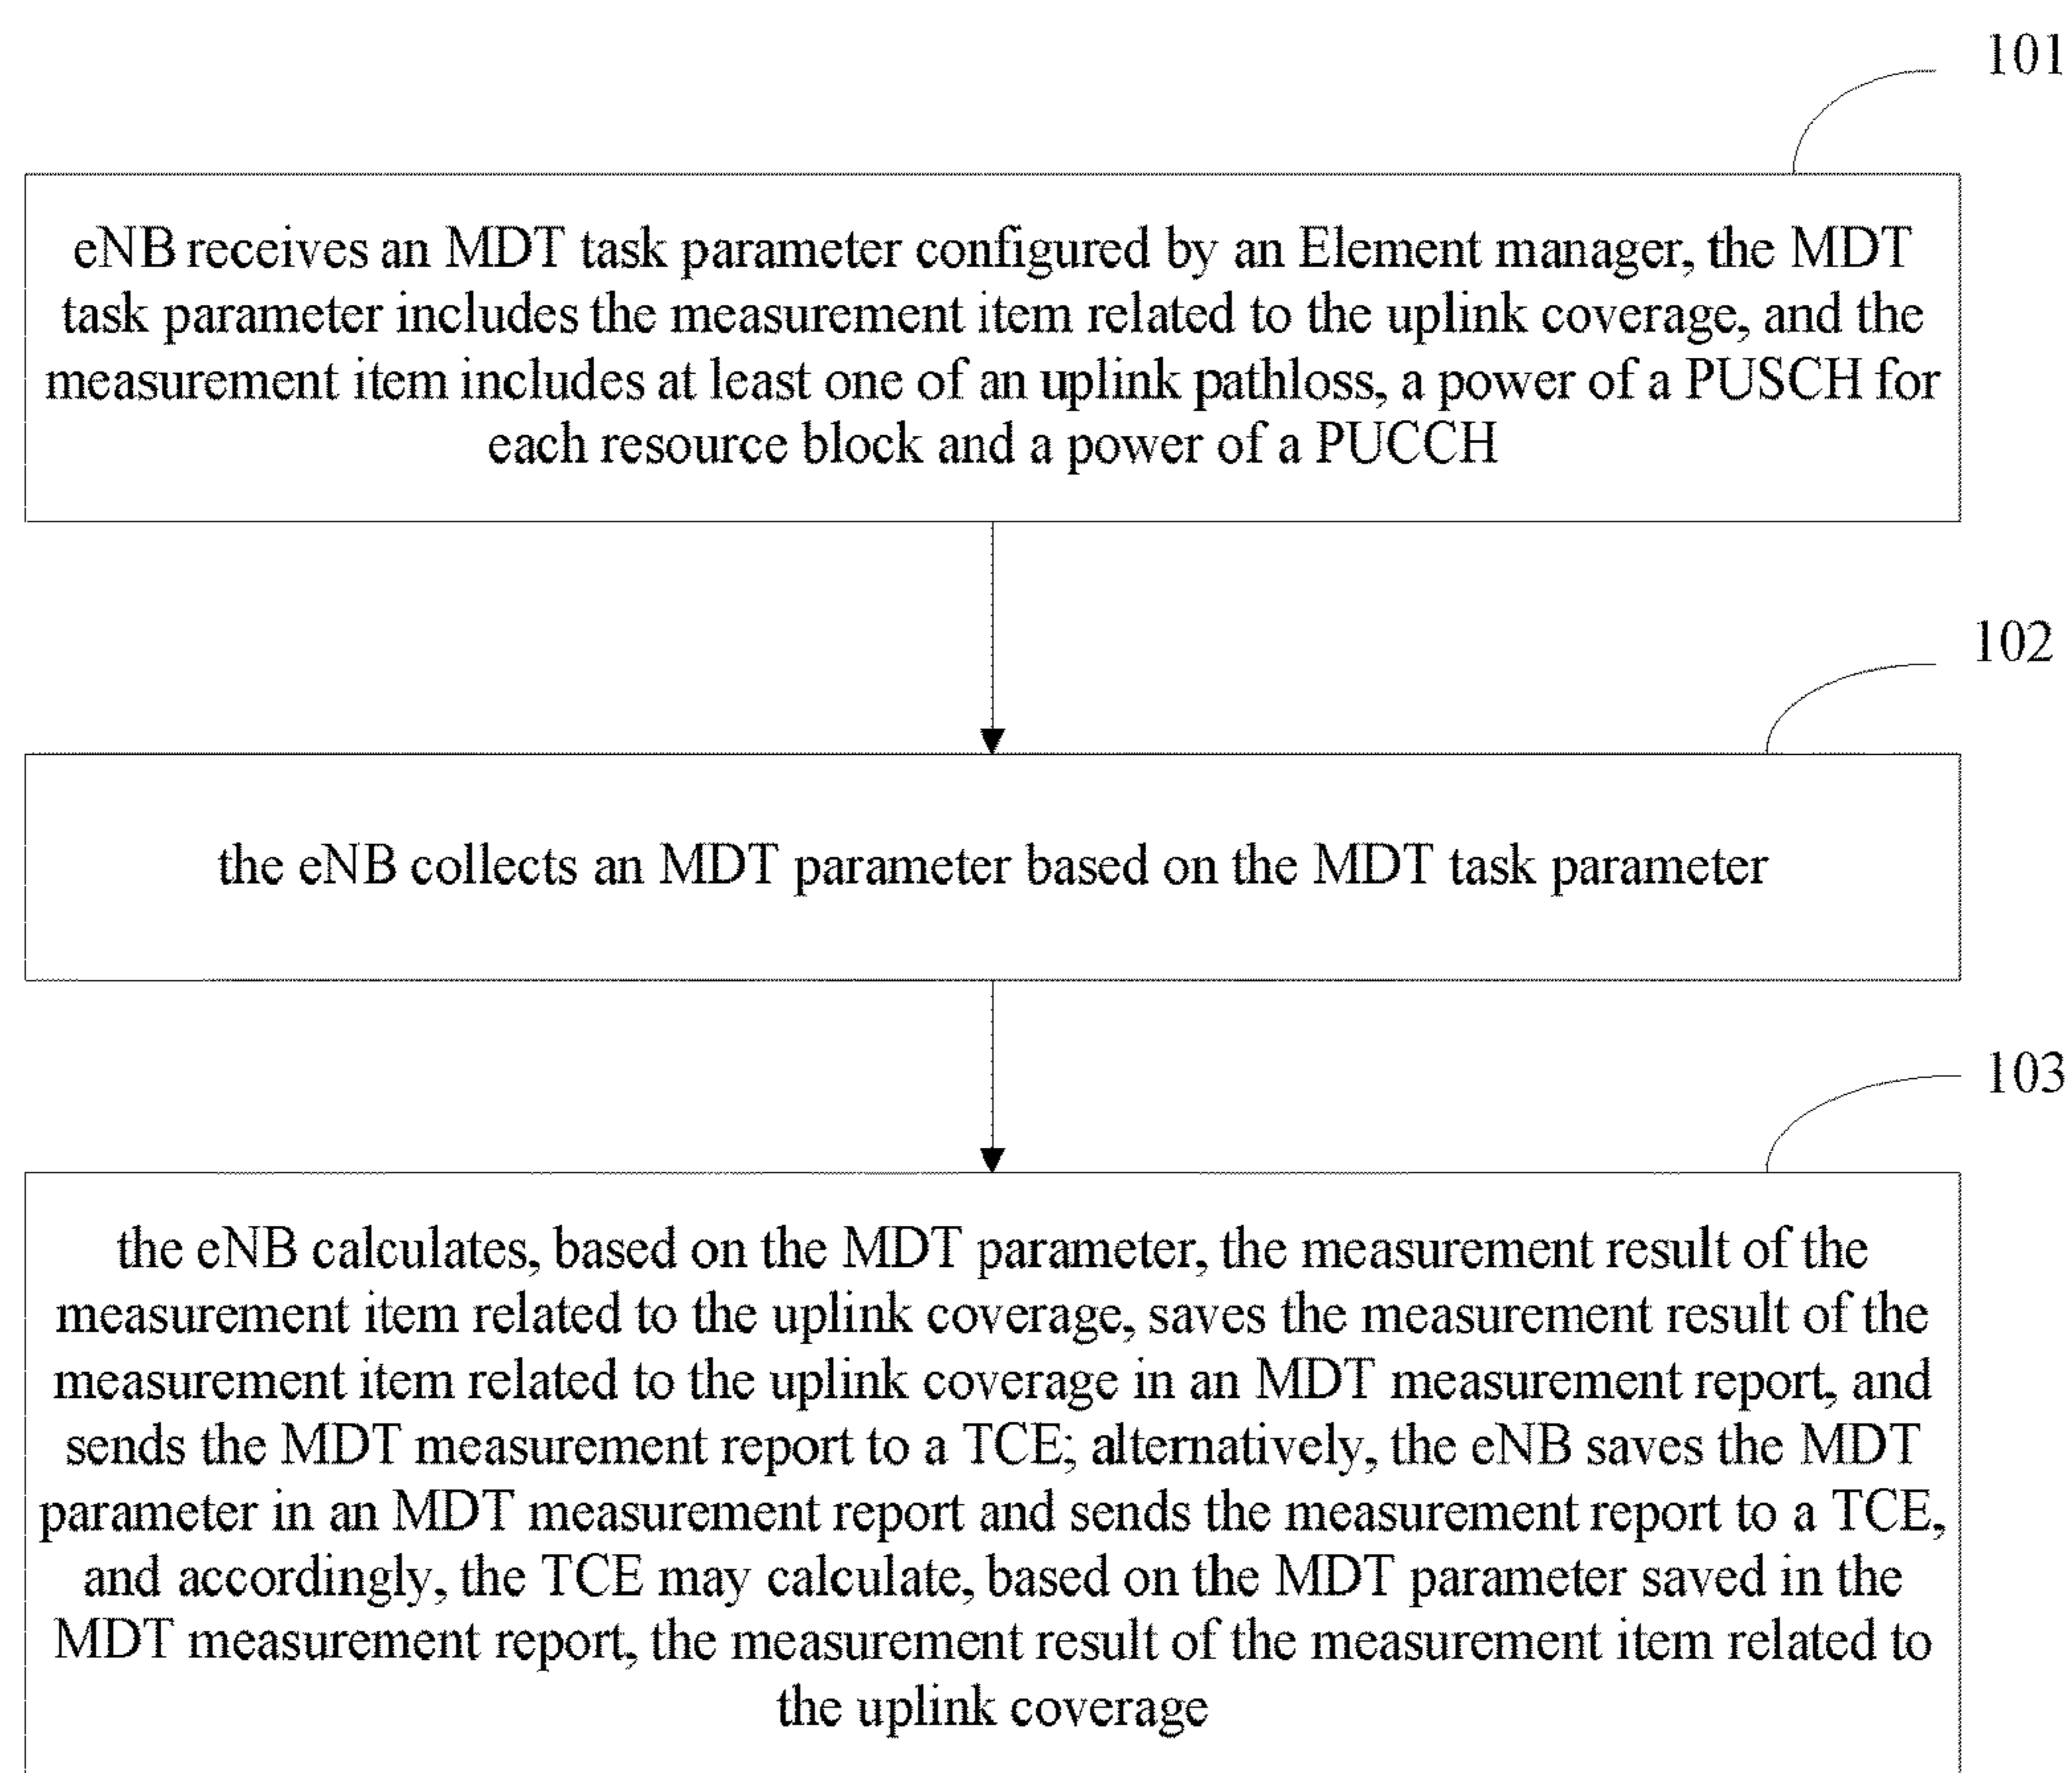 101
eNB receives an MDT task parameter configured by an Element manager, the MDT
task parameter includes the measurement item related to the uplink coverage, and the
measurement item includes at least one of an uplink pathloss, a power of a PUSCH for
each resource block and a power of a PUCCH
102
the eNB collects an MDT parameter based on the MDT task parameter
103
the eNB calculates, based on the MDT parameter, the measurement result of the
measurement item related to the uplink coverage, saves the measurement result of the
measurement item related to the uplink coverage in an MDT measurement report, and
sends the MDT measurement report to a TCE; alternatively, the eNB saves the MDT
parameter in an MDT measurement report and sends the measurement report to a TCE,
and accordingly, the TCE may calculate, based on the MDT parameter saved in the
MDT measurement report, the measurement result of the measurement item related to
the uplink coverage